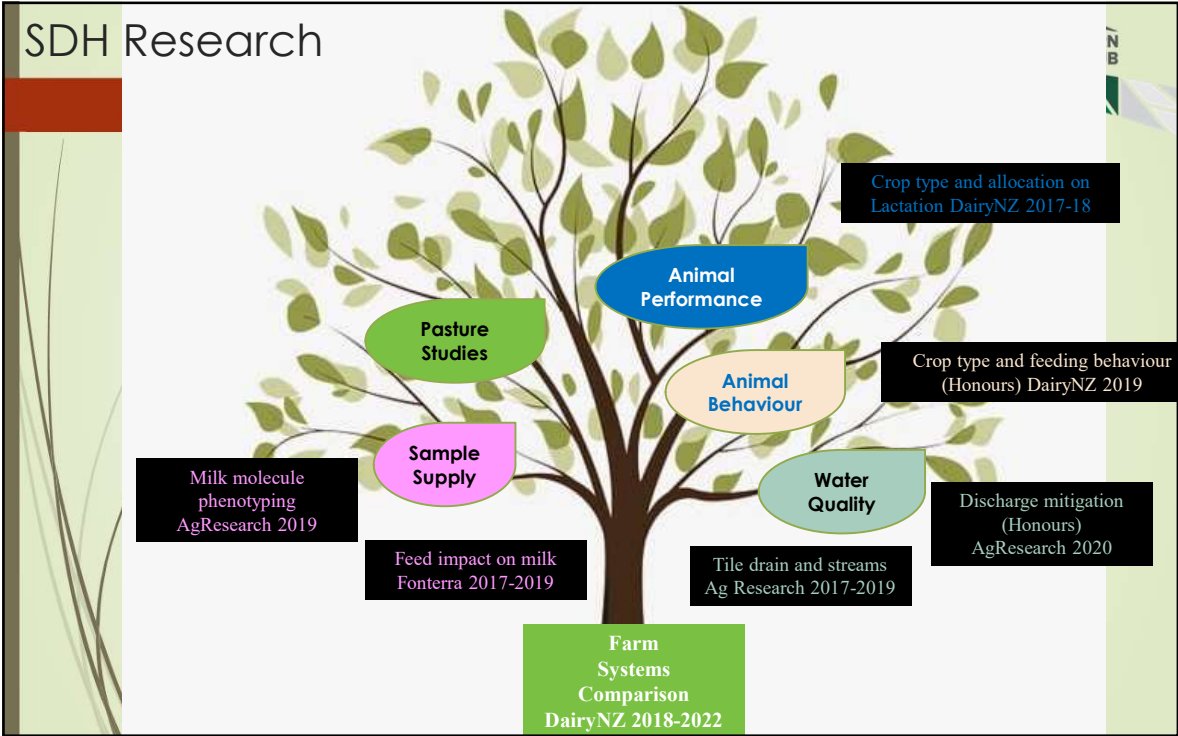 SDH Research
N
B
Crop type and allocation on
Lactation DairyNZ 2017-18
Animal
Performance
Pasture
Studies
Crop type and feeding behaviour
(Honours) DairyNZ 2019
Animal
Behaviour
Sample
Supply
Milk molecule
phenotyping
AgResearch 2019
Water
Quality
Discharge mitigation
(Honours)
AgResearch 2020
Feed impact on milk
Fonterra 2017-2019
Tile drain and streams
Ag Research 2017-2019
Farm
Systems
Comparison
DairyNZ 2018-2022